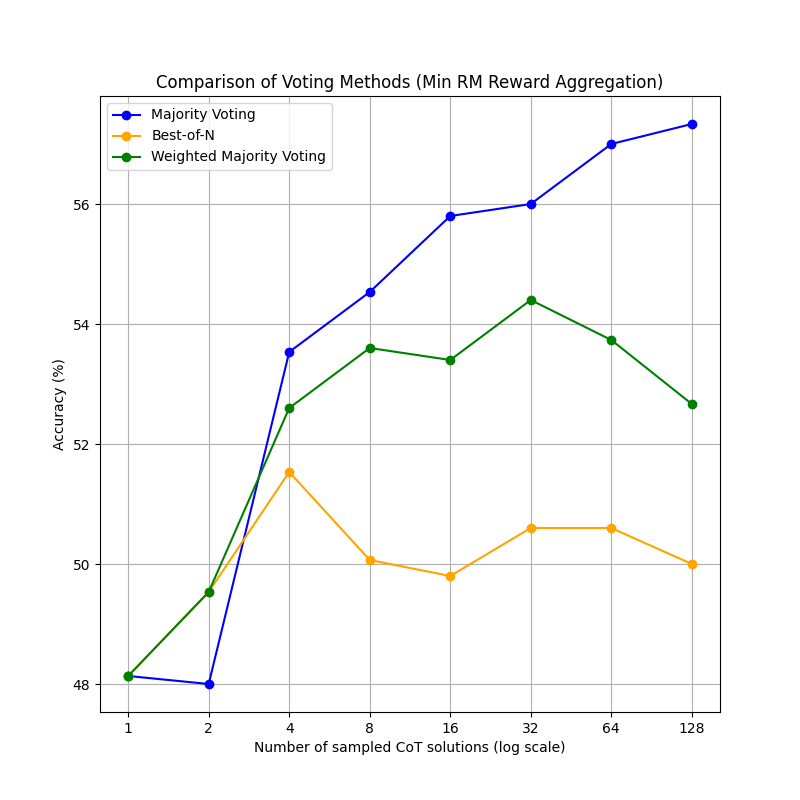 Comparison of Voting Methods (Min RM Reward Aggregation)
Majority Voting
Best-of-N
Weighted Majority Voting
Accuracy (%)
56
54
52
50
48
1 2 4 8 16 32 64 128
Number of sampled CoT solutions (log scale)